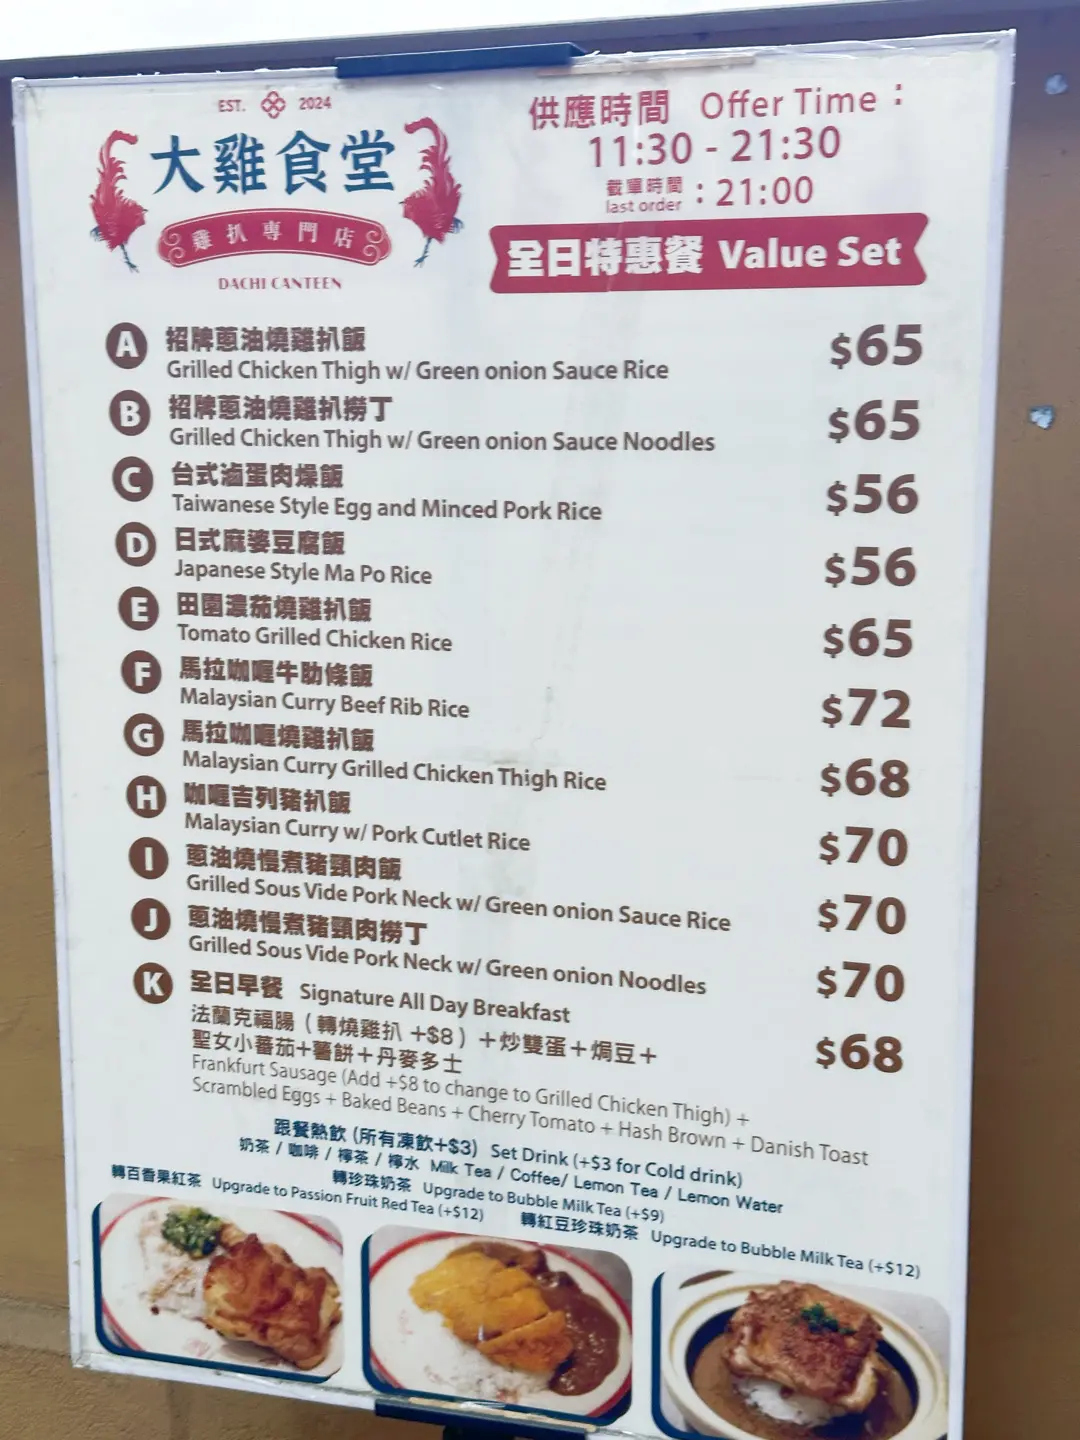 EST. 2024
大雞食堂
雞扒專門店
DACHI CANTEEN
供應時間 Offer Time :
11:30 - 21:30
截單時間 last order : 21:00
全日特惠餐 Value Set
A 招牌蔥油燒雞扒飯 $65
Grilled Chicken Thigh w/ Green onion Sauce Rice
B 招牌蔥油燒雞扒撈丁 $65
Grilled Chicken Thigh w/ Green onion Sauce Noodles
C 台式滷蛋肉燥飯 $56
Taiwanese Style Egg and Minced Pork Rice
D 日式麻婆豆腐飯 $56
Japanese Style Ma Po Rice
E 田園濃茄燒雞扒飯 $65
Tomato Grilled Chicken Rice
F 馬拉咖喱牛肋條飯 $72
Malaysian Curry Beef Rib Rice
G 馬拉咖喱燒雞扒飯 $68
Malaysian Curry Grilled Chicken Thigh Rice
H 咖喱吉列豬扒飯 $70
Malaysian Curry w/ Pork Cutlet Rice
I 蔥油燒慢煮豬頸肉飯 $70
Grilled Sous Vide Pork Neck w/ Green onion Sauce Rice
J 蔥油燒慢煮豬頸肉撈丁 $70
Grilled Sous Vide Pork Neck w/ Green onion Noodles
K 全日早餐 Signature All Day Breakfast $68
法蘭克福腸（轉燒雞扒 +$8）＋炒雙蛋＋焗豆＋
聖女小蕃茄＋薯餅＋丹麥多士
Frankfurt Sausage (Add +$8 to change to Grilled Chicken Thigh) +
Scrambled Eggs + Baked Beans + Cherry Tomato + Hash Brown + Danish Toast
跟餐熱飲 (所有凍飲+$3) Set Drink (+$3 for Cold drink)
奶茶 / 咖啡 / 檸茶 / 檸水 Milk Tea / Coffee/ Lemon Tea / Lemon Water
轉珍珠奶茶 Upgrade to Bubble Milk Tea (+$9)
轉百香果紅茶 Upgrade to Passion Fruit Red Tea (+$12) 轉紅豆珍珠奶茶 Upgrade to Bubble Milk Tea (+$12)